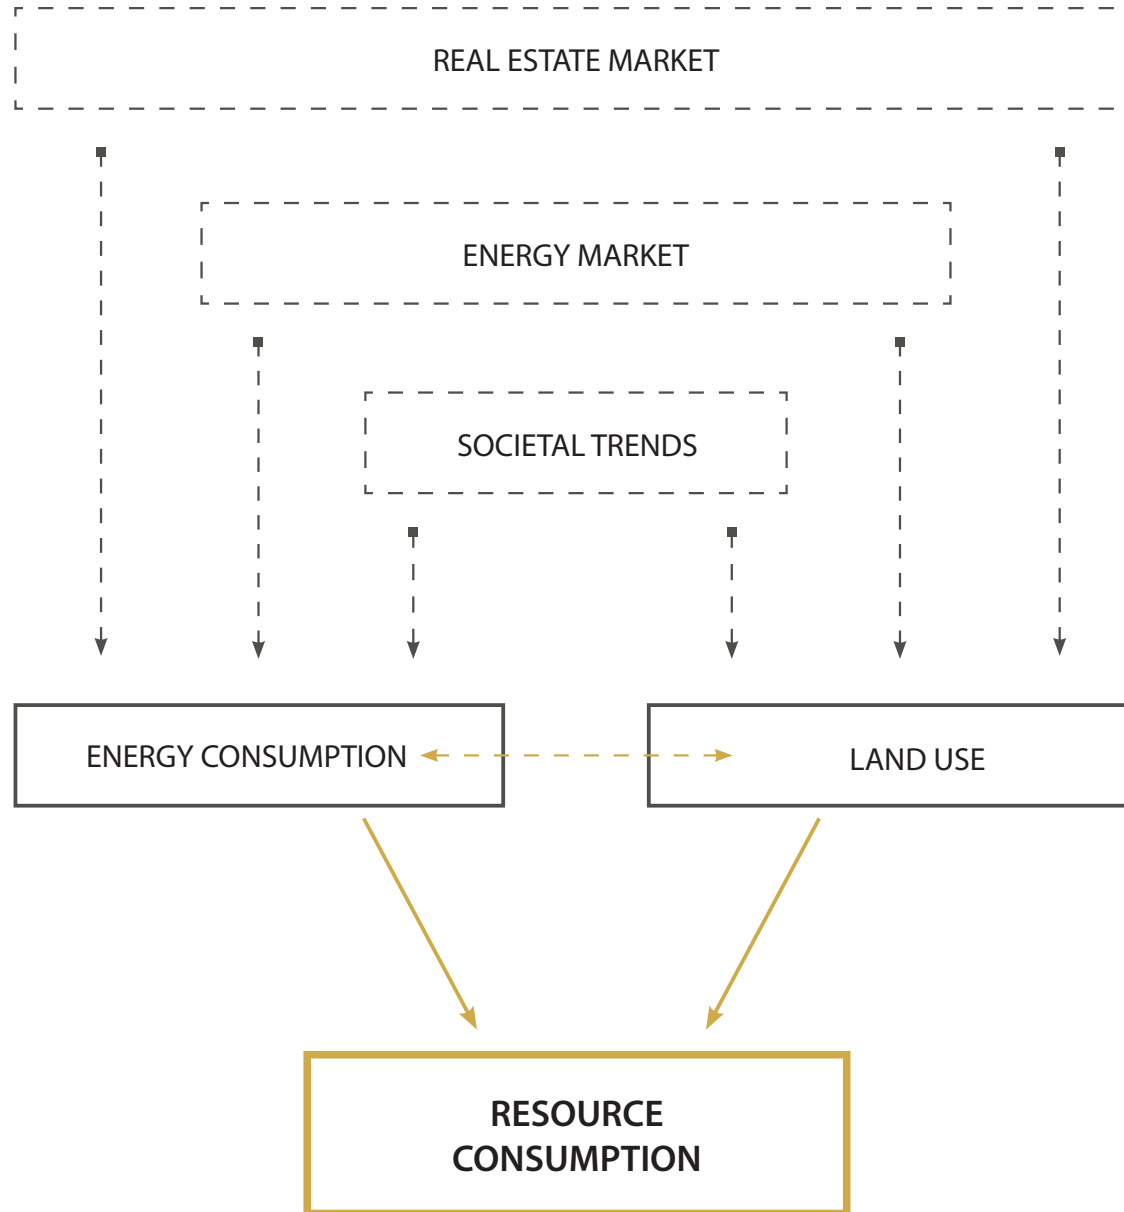 REAL ESTATE MARKET
ENERGY MARKET
SOCIETAL TRENDS
ENERGY CONSUMPTION
LAND USE
RESOURCE
CONSUMPTION